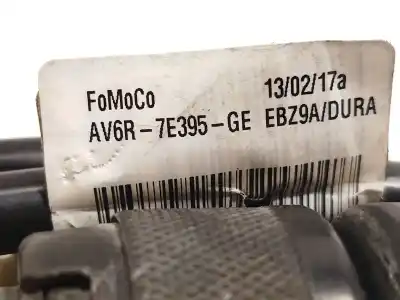 FoMoCo 13/02/17a
AV6R-7E395-GE EBZ9A/DURA